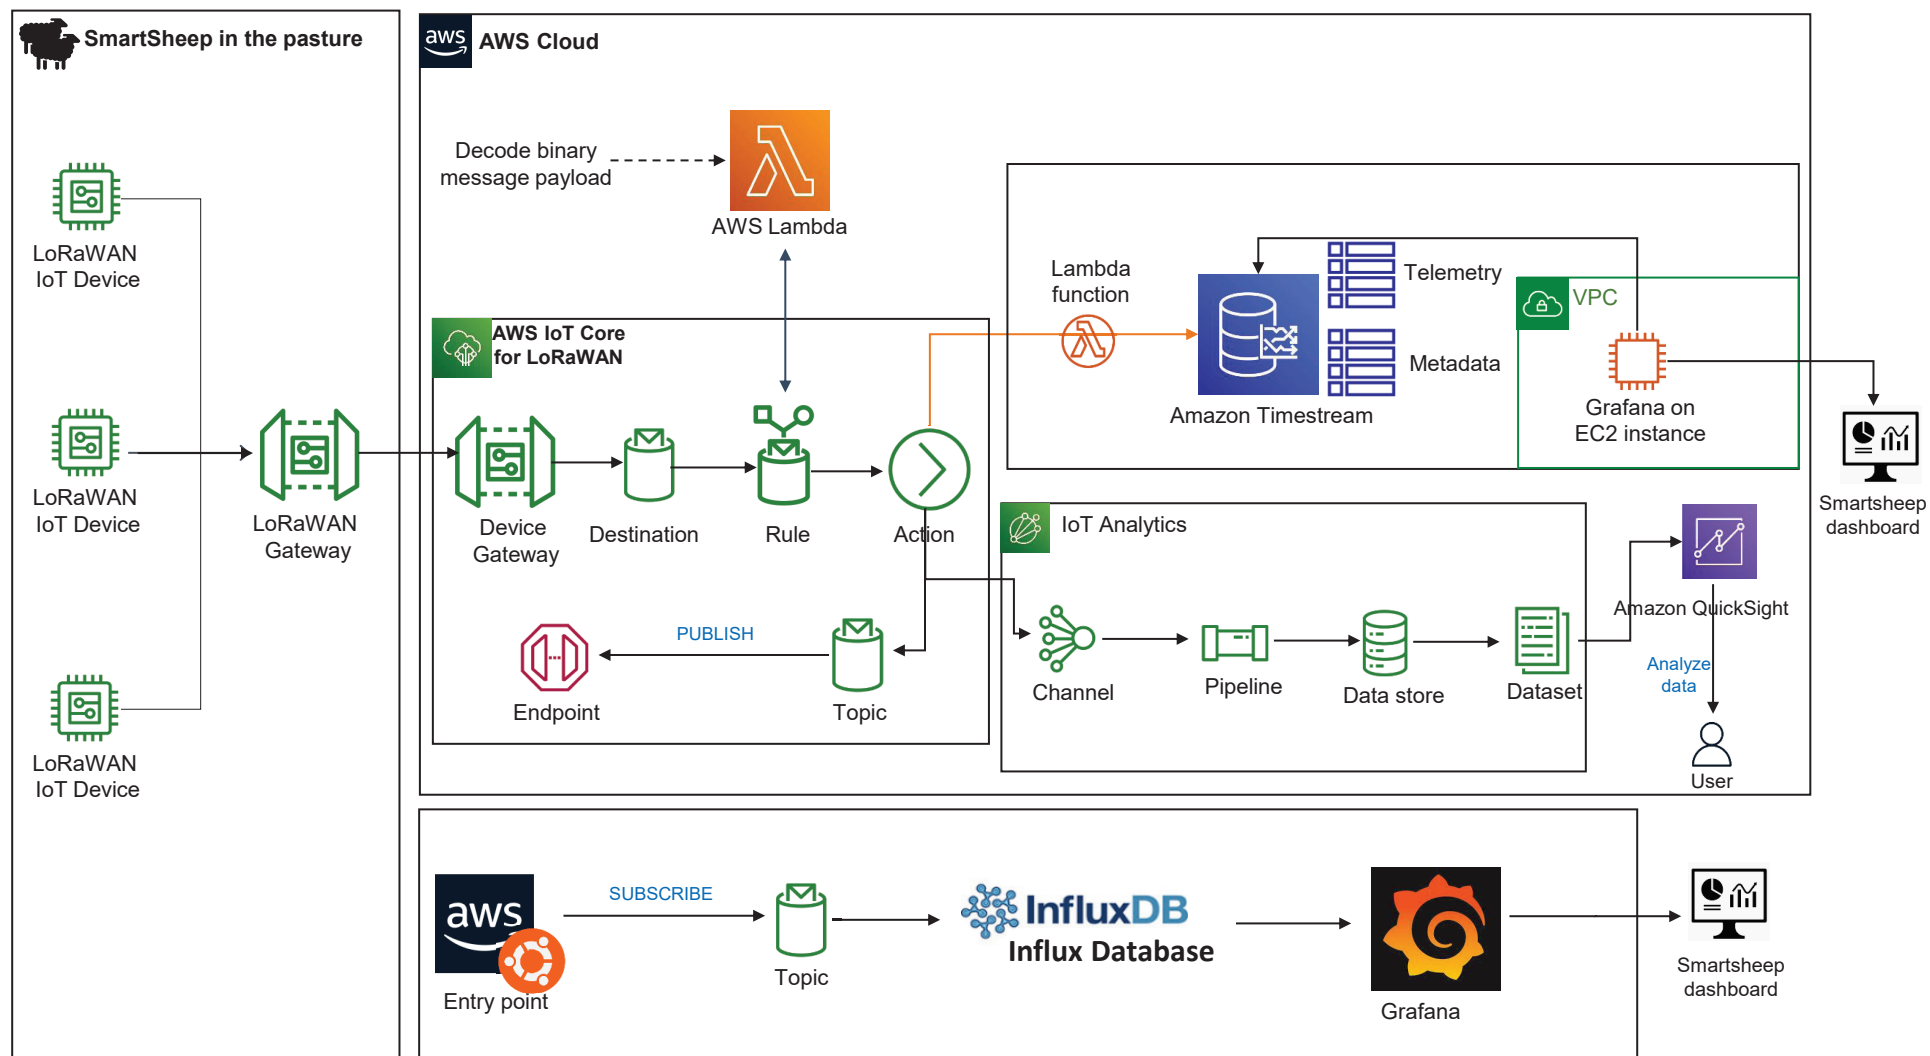 SmartSheep in the pasture
LoRaWAN
IoT Device
LoRaWAN
IoT Device
LoRaWAN
IoT Device
LoRaWAN
Gateway
aws
AWS Cloud
Decode binary
message payload
AWS Lambda
AWS IoT Core
for LoRaWAN
Device
Gateway
Destination
Rule
Action
PUBLISH
Endpoint
Topic
Lambda
function
Telemetry
Metadata
Amazon Timestream
VPC
Grafana on
EC2 instance
Smartsheep
dashboard
IoT Analytics
Channel
Pipeline
Data store
Dataset
Amazon QuickSight
Analyze
data
User
aws
Entry point
SUBSCRIBE
Topic
InfluxDB
Influx Database
Grafana
Smartsheep
dashboard